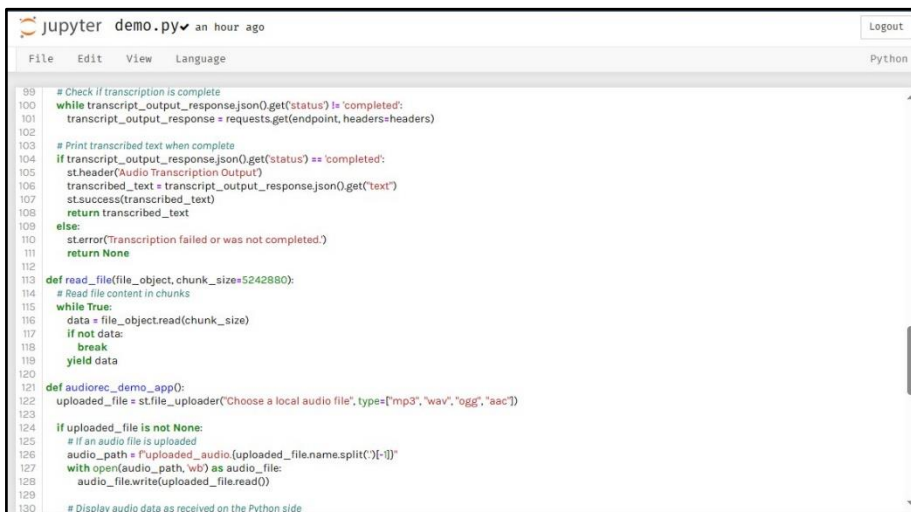 jupyter demo.py✔ an hour ago
Logout
File Edit View Language
Python
99 # Check if transcription is complete
100 while transcript_output_response.json().get('status') != 'completed':
101 transcript_output_response = requests.get(endpoint, headers=headers)
102
103 # Print transcribed text when complete
104 if transcript_output_response.json().get('status') == 'completed':
105 st.header('Audio Transcription Output')
106 transcribed_text = transcript_output_response.json().get("text")
107 st.success(transcribed_text)
108 return transcribed_text
109 else:
110 st.error('Transcription failed or was not completed.')
111 return None
112
113 def read_file(file_object, chunk_size=5242880):
114 # Read file content in chunks
115 while True:
116 data = file_object.read(chunk_size)
117 if not data:
118 break
119 yield data
120
121 def audiorec_demo_app():
122 uploaded_file = st.file_uploader("Choose a local audio file", type=["mp3", "wav", "ogg", "aac"])
123
124 if uploaded_file is not None:
125 # If an audio file is uploaded
126 audio_path = f"uploaded_audio.{uploaded_file.name.split('.')[-1]}"
127 with open(audio_path, 'wb') as audio_file:
128 audio_file.write(uploaded_file.read())
129
130 # Display audio data as received on the Python side